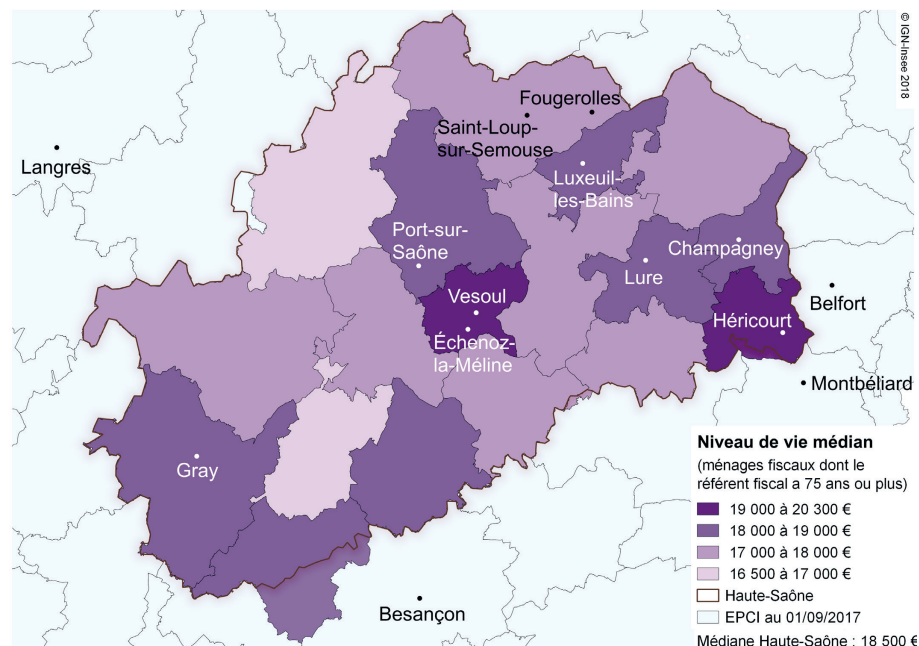 © IGN-Insee 2018
Fougerolles
Saint-Loup-
sur-Semouse
Langres
Luxeuil-
les-Bains
Port-sur-
Saône
Champagney
Lure
Vesoul
Belfort
Héricourt
Échenoz-
la-Méline
Montbéliard
Gray
Besançon
Niveau de vie médian
(ménages fiscaux dont le
référent fiscal a 75 ans ou plus)
19 000 à 20 300 €
18 000 à 19 000 €
17 000 à 18 000 €
16 500 à 17 000 €
Haute-Saône
EPCI au 01/09/2017
Médiane Haute-Saône : 18 500 €